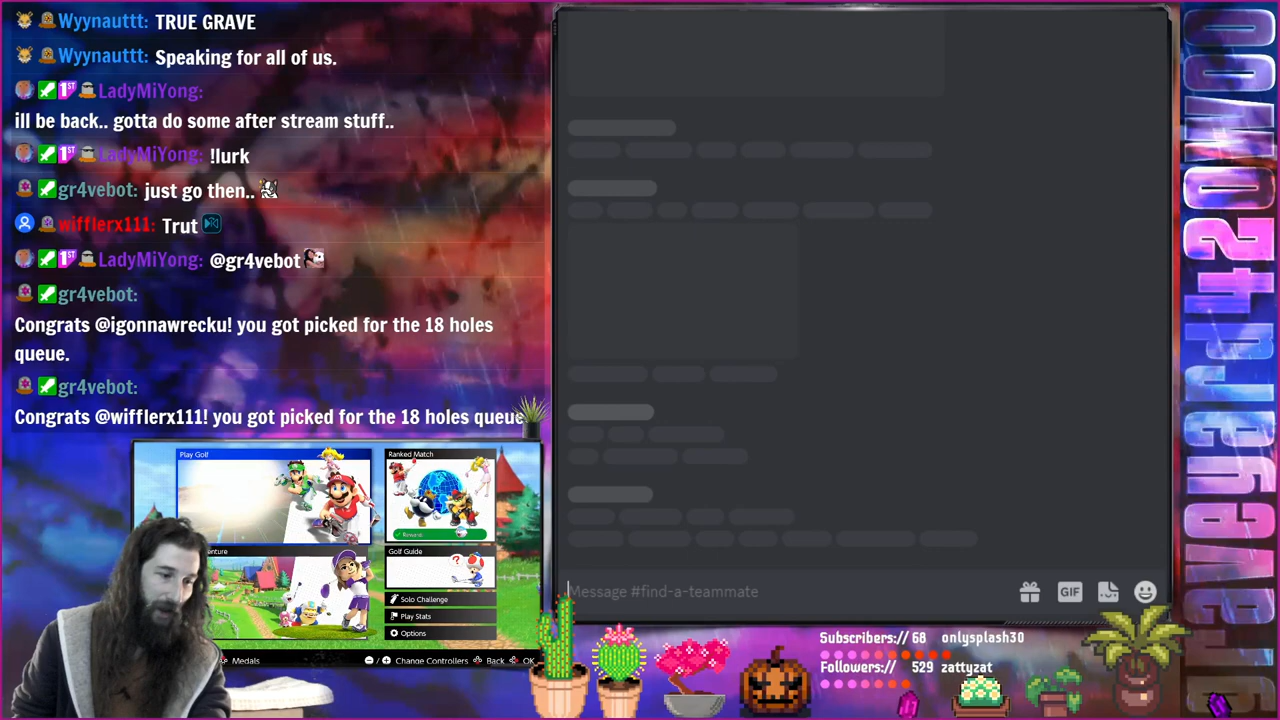 Wyynauttt: TRUE GRAVE
Wyynauttt: Speaking for all of us.
1ST LadyMiYong:
ill be back.. gotta do some after stream stuff..
1ST LadyMiYong: !lurk
gr4vebot: just go then..
wifflerx111: Trut
1ST LadyMiYong: @gr4vebot
gr4vebot:
Congrats @igonnawrecku! you got picked for the 18 holes
queue.
gr4vebot:
Congrats @wifflerx111! you got picked for the 18 holes queue
Play Golf
Ranked Match
Golf Guide
Solo Challenge
Play Stats
Options
Medals
Change Controllers
Back
OK
Message #find-a-teammate
GIF
Subscribers:// 68 onlysplash30
Followers:// 529 zattyzat